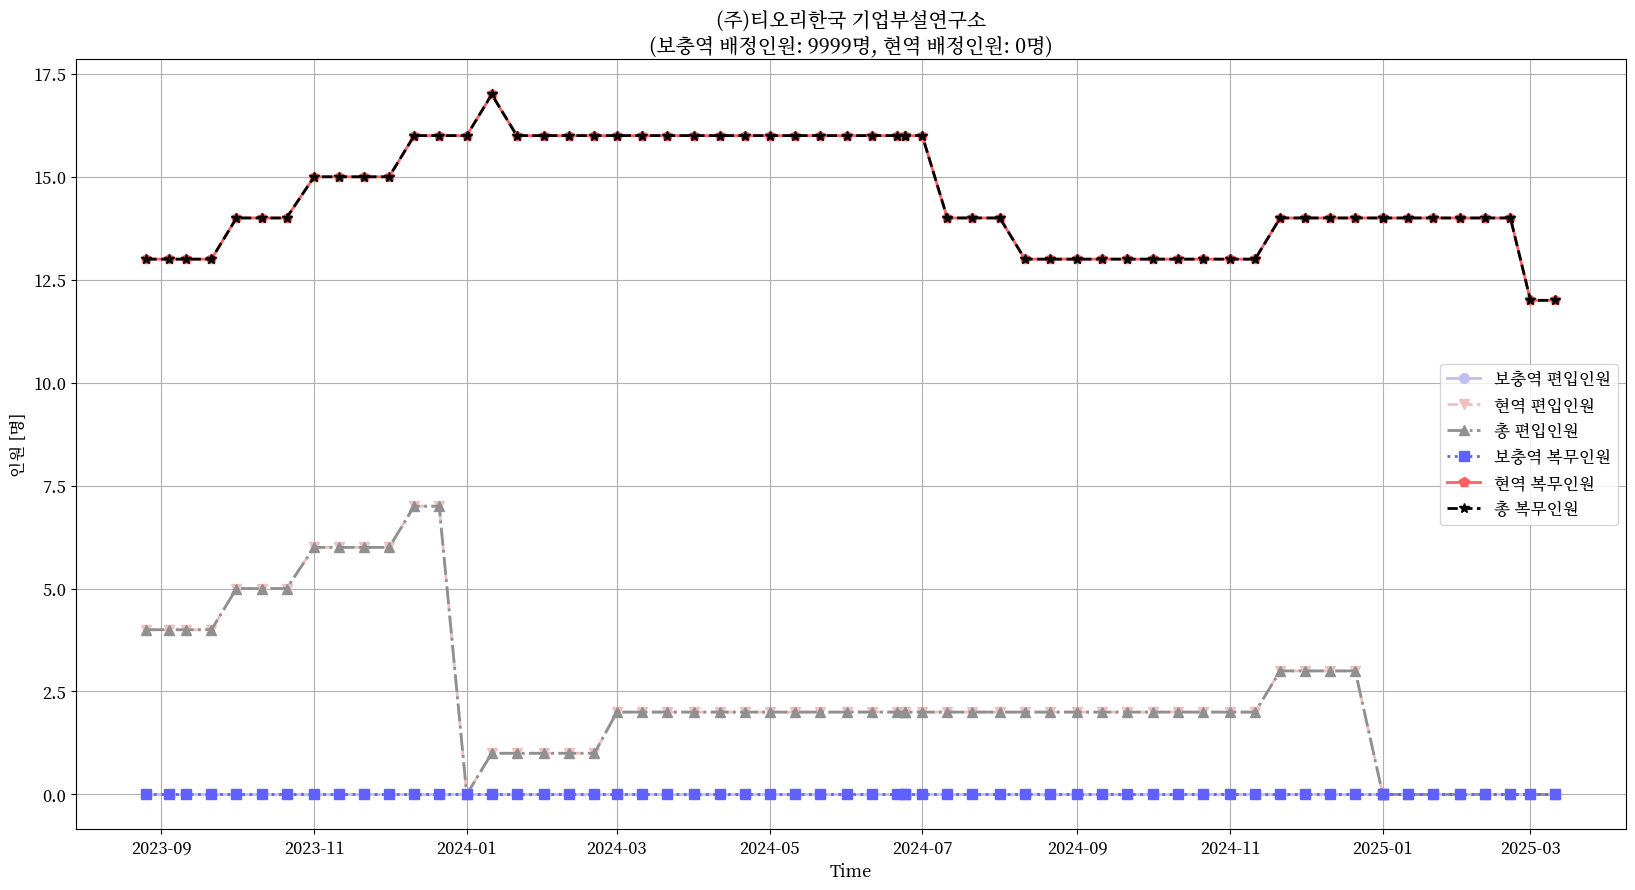 (주)티오리한국 기업부설연구소
(보충역 배정인원: 9999명, 현역 배정인원: 0명)
17.5
15.0
12.5
10.0
7.5
5.0
2.5
0.0
인원 [명]
보충역 편입인원
현역 편입인원
총 편입인원
보충역 복무인원
현역 복무인원
총 복무인원
2023-09
2023-11
2024-01
2024-03
2024-05
2024-07
2024-09
2024-11
2025-01
2025-03
Time